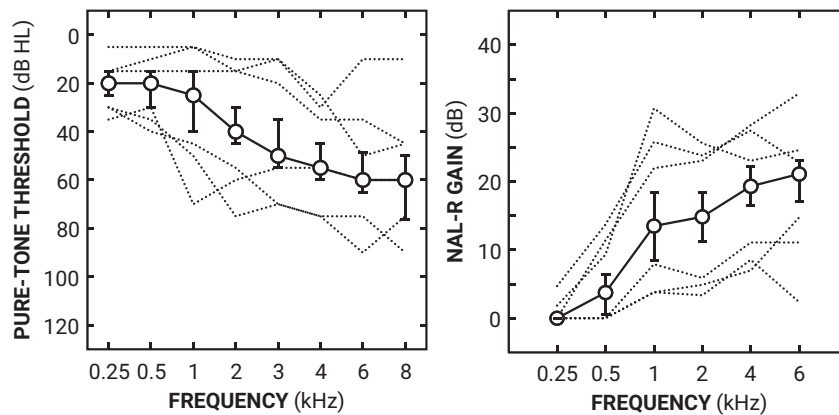 PURE-TONE THRESHOLD (dB HL)
0
20
40
60
80
100
120
0.25 0.5 1 2 3 4 6 8
FREQUENCY (kHz)
NAL-R GAIN (dB)
40
30
20
10
0
0.25 0.5 1 2 4 6
FREQUENCY (kHz)